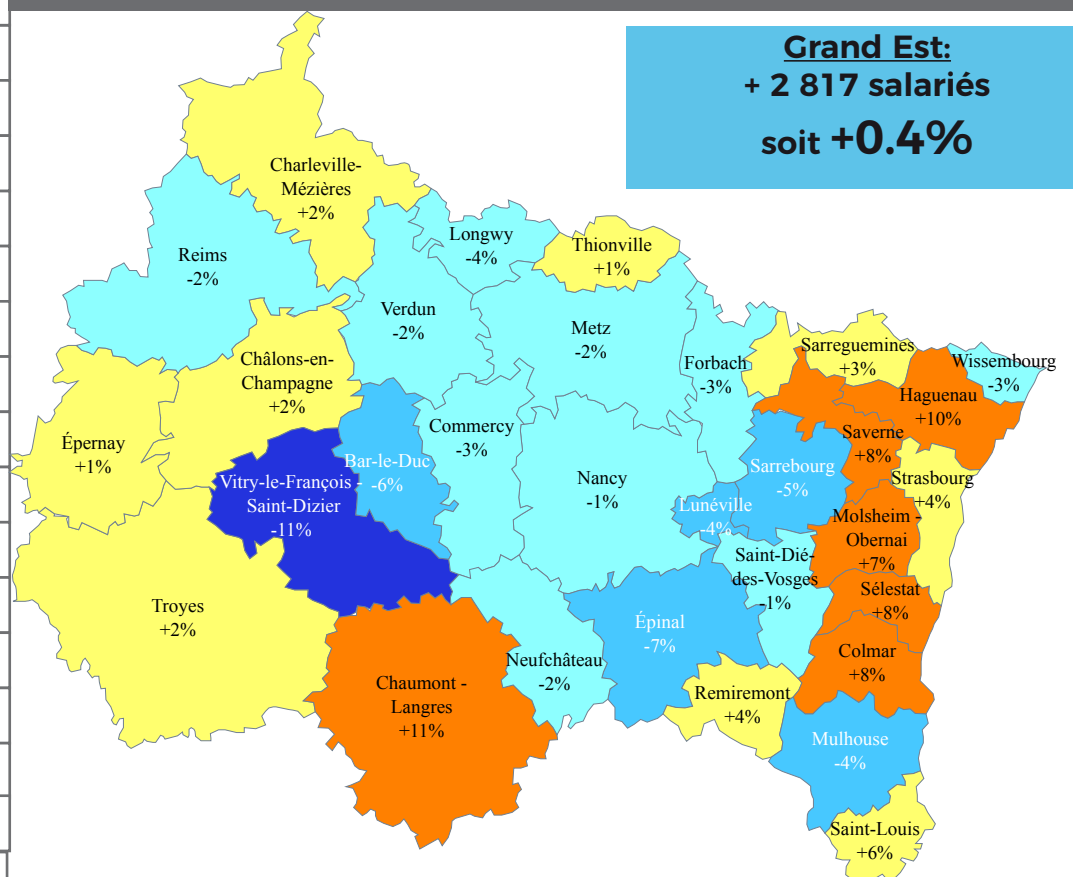 Grand Est:
+ 2 817 salariés
soit +0.4%
Charleville-
Mézières
+2%
Longwy
-4%
Thionville
+1%
Reims
-2%
Verdun
-2%
Metz
-2%
Forbach
-3%
Sarreguemines
+3%
Wissembourg
-3%
Haguenau
+10%
Châlons-en-
Champagne
+2%
Épernay
+1%
Commercy
-3%
Saverne
+8%
Bar-le-Duc
-6%
Vitry-le-François -
Saint-Dizier
-11%
Nancy
-1%
Sarrebourg
-5%
Strasbourg
+4%
Lunéville
-4%
Molsheim -
Obernai
+7%
Saint-Dié-
des-Vosges
-1%
Sélestat
+8%
Troyes
+2%
Épinal
-7%
Colmar
+8%
Neufchâteau
-2%
Chaumont -
Langres
+11%
Remiremont
+4%
Mulhouse
-4%
Saint-Louis
+6%